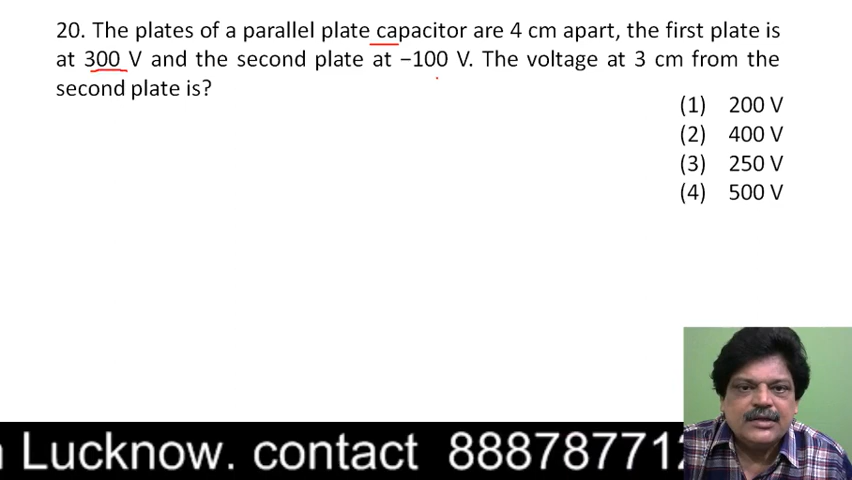 20. The plates of a parallel plate capacitor are 4 cm apart, the first plate is
at 300 V and the second plate at −100 V. The voltage at 3 cm from the
second plate is?
(1) 200 V
(2) 400 V
(3) 250 V
(4) 500 V
Lucknow. contact 888787712